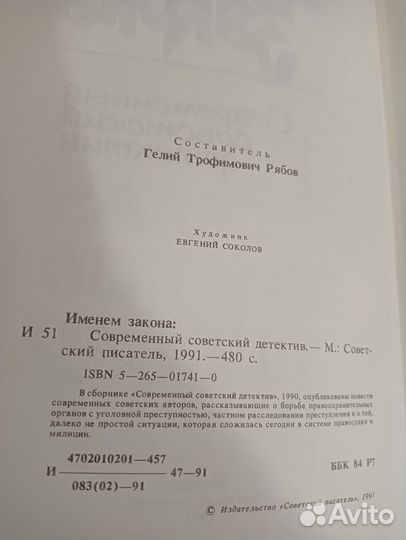 Составитель
Гелий Трофимович Рябов
Художник
ЕВГЕНИЙ СОКОЛОВ
Именем закона:
И 51 Современный советский детектив.— М.: Совет-
ский писатель, 1991.—480 с.
ISBN 5—265—01741—0
В сборнике «Современный советский детектив», 1990, опубликованы повести
современных советских авторов, рассказывающие о борьбе правоохранительных
органов с уголовной преступностью, частном расследовании преступления и о той,
далеко не простой ситуации, которая сложилась сегодня в системе правосудия и
милиции.
4702010201—457
И 47—91
083(02)—91
ББК 84 Р7
© Издательство «Советский писатель», 1991
Avito